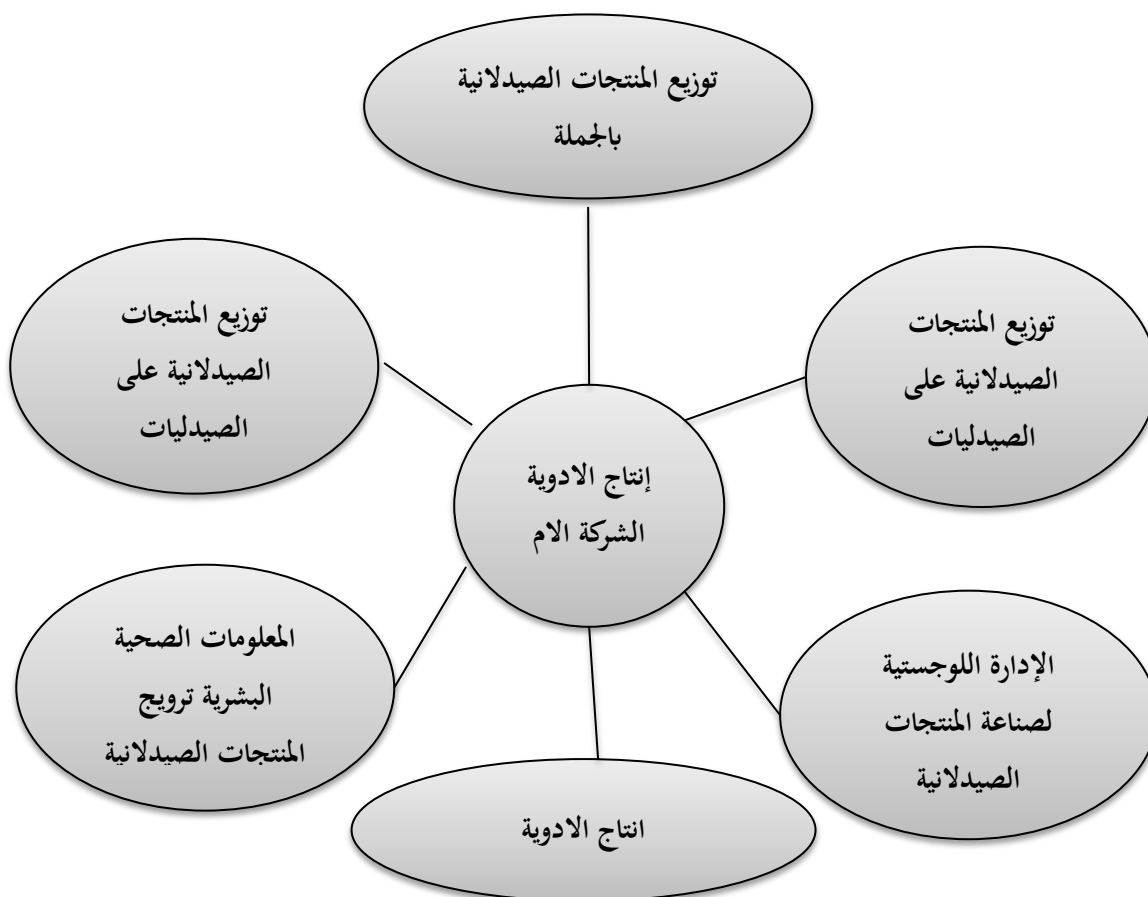 توزيع المنتجات الصيدلانية
بالجملة
توزيع المنتجات
الصيدلانية على
الصيدليات
توزيع المنتجات
الصيدلانية على
الصيدليات
إنتاج الادوية
الشركة الام
الإدارة اللوجستية
لصناعة المنتجات
الصيدلانية
المعلومات الصحية
البشرية ترويج
المنتجات الصيدلانية
انتاج الادوية